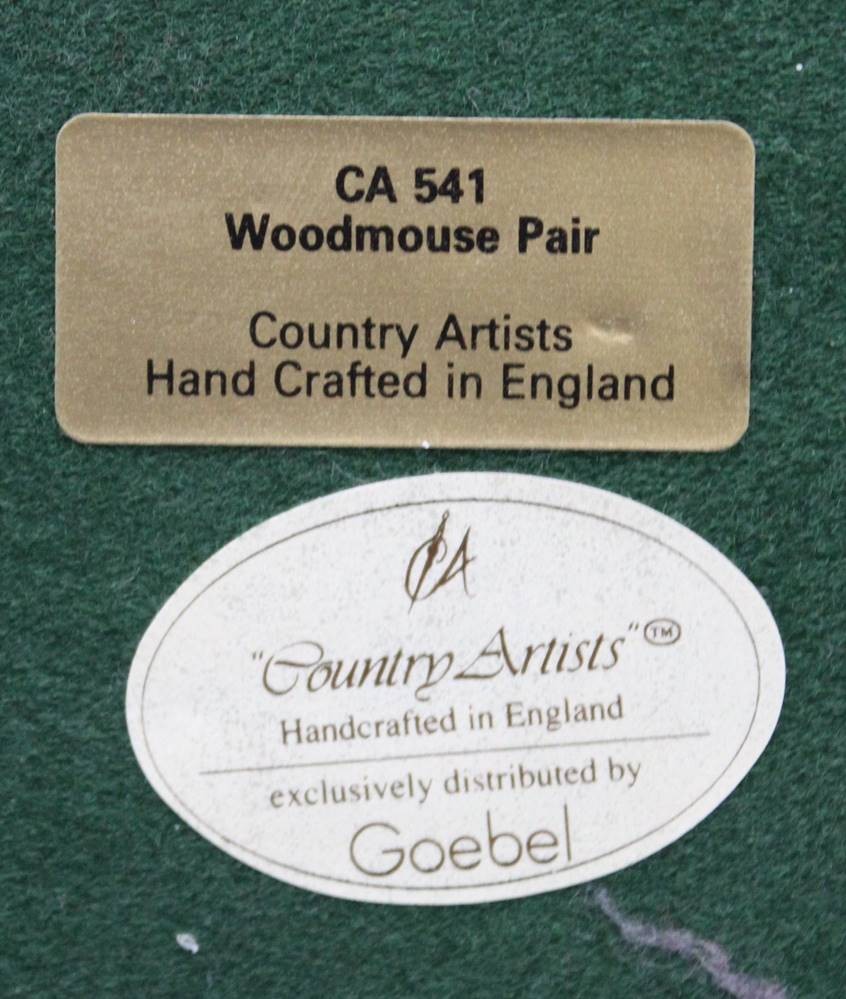 CA 541
Woodmouse Pair
Country Artists
Hand Crafted in England
CA
"Country Artists" ™
Handcrafted in England
exclusively distributed by
Goebel